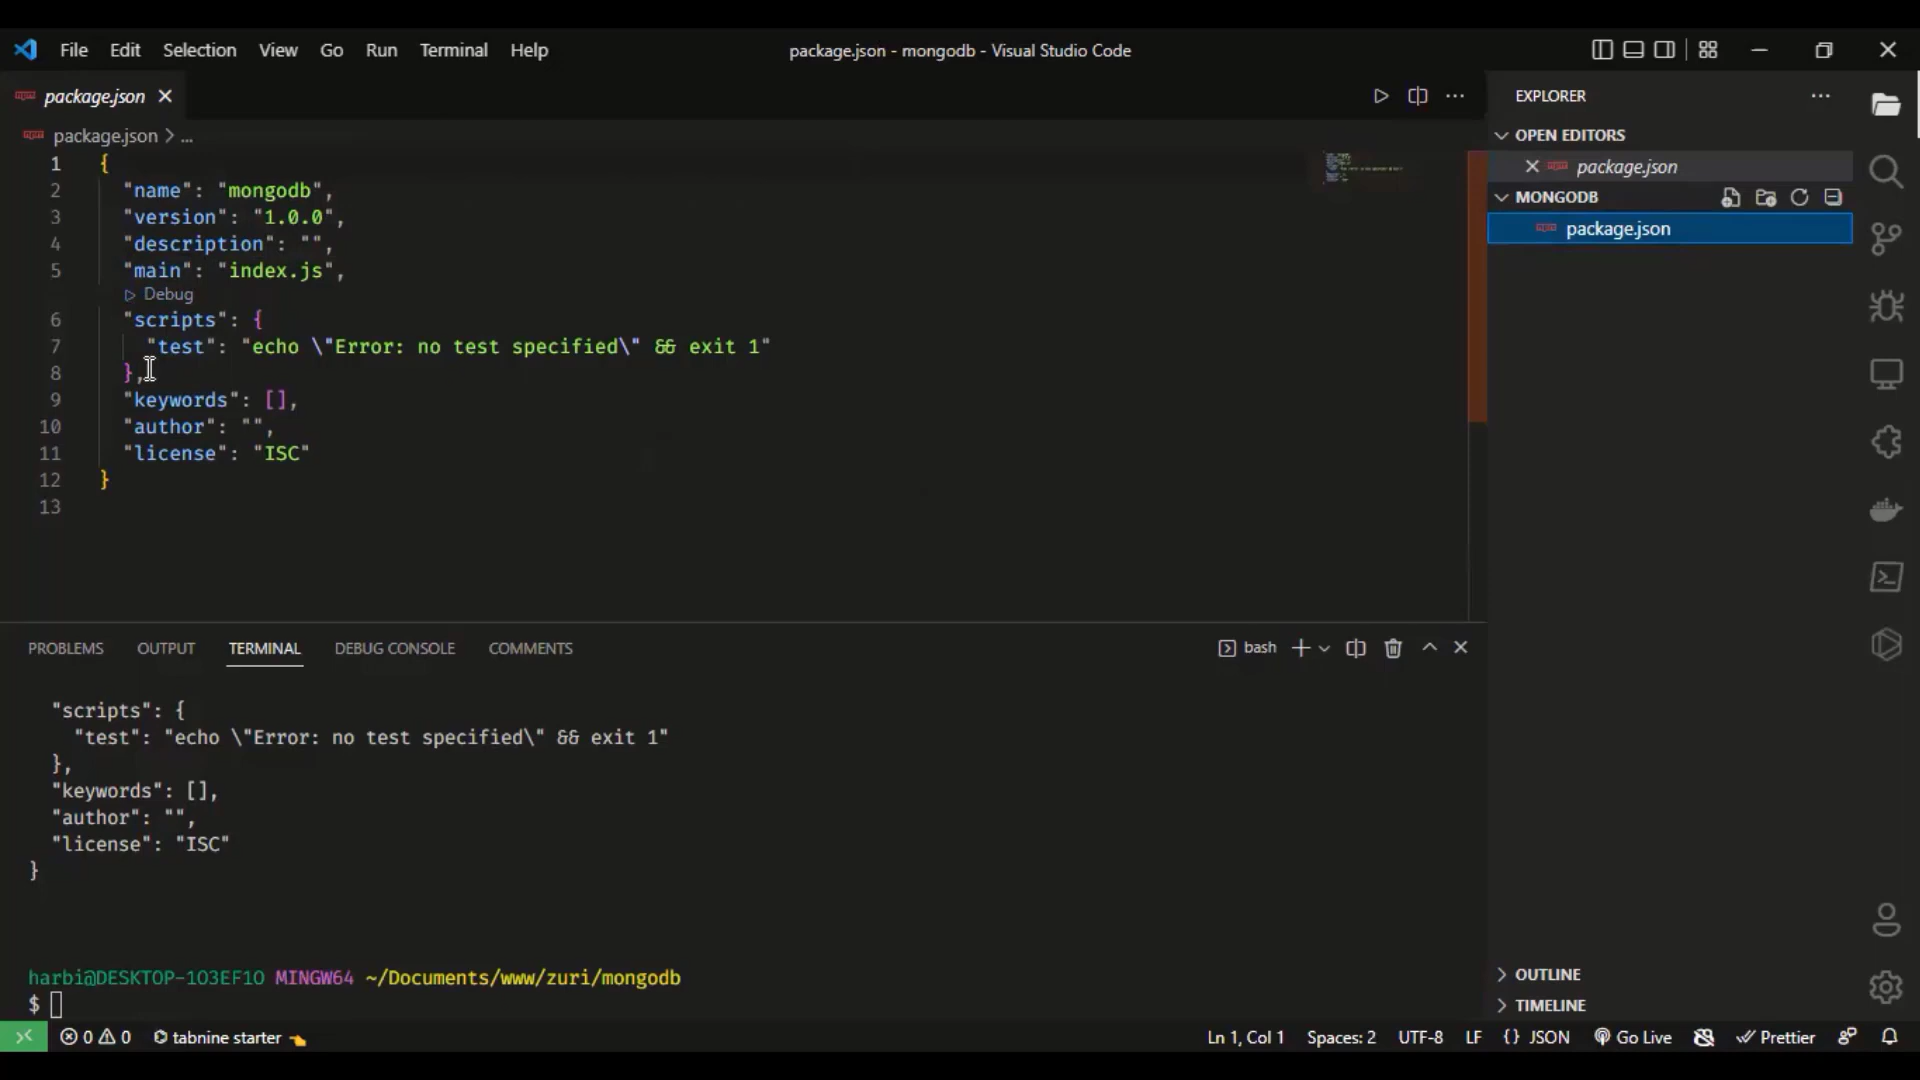 File Edit Selection View Go Run Terminal Help
package.json - mongodb - Visual Studio Code
package.json
package.json > ...
1 {
2 "name": "mongodb",
3 "version": "1.0.0",
4 "description": "",
5 "main": "index.js",
Debug
6 "scripts": {
7 "test": "echo \"Error: no test specified\" && exit 1"
8 },
9 "keywords": [],
10 "author": "",
11 "license": "ISC"
12 }
13
EXPLORER
OPEN EDITORS
package.json
MONGODB
package.json
OUTLINE
TIMELINE
PROBLEMS OUTPUT TERMINAL DEBUG CONSOLE COMMENTS
bash
"scripts": {
"test": "echo \"Error: no test specified\" && exit 1"
},
"keywords": [],
"author": "",
"license": "ISC"
}
harbi@DESKTOP-103EF10 MINGW64 ~/Documents/www/zuri/mongodb
$
0 0 tabnine starter
Ln 1, Col 1 Spaces: 2 UTF-8 LF {} JSON Go Live Prettier